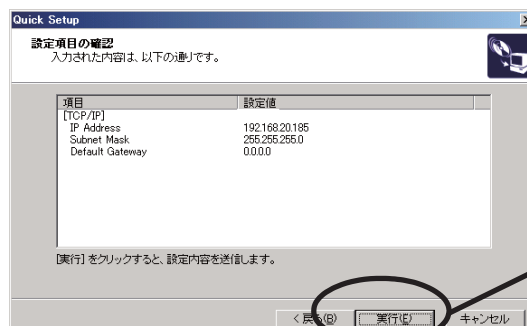 Quick Setup
設定項目の確認
入力された内容は、以下の通りです。
項目 設定値
[TCP/IP]
IP Address 192.168.20.185
Subnet Mask 255.255.255.0
Default Gateway 0.0.0.0
[実行] をクリックすると、設定内容を送信します。
< 戻る(B) 実行(E) キャンセル